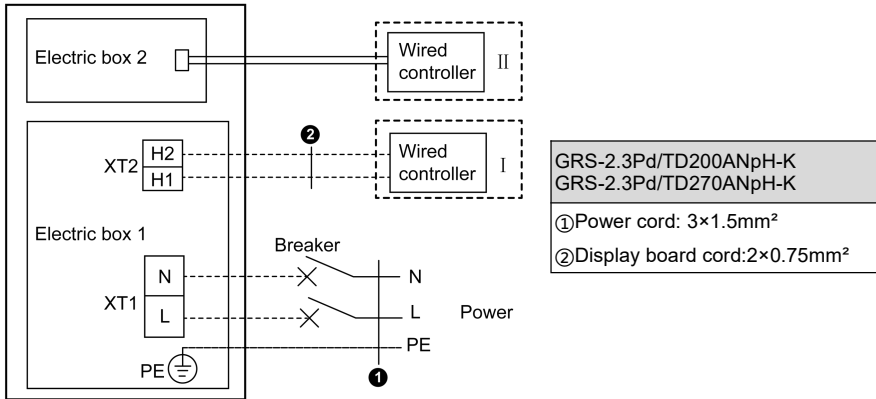 Electric box 2
Wired
controller
II
❷
XT2
H2
H1
Wired
controller
I
Electric box 1
Breaker
XT1
N
L
N
L
Power
PE
PE
❶
GRS-2.3Pd/TD200ANpH-K
GRS-2.3Pd/TD270ANpH-K
①Power cord: 3×1.5mm²
②Display board cord:2×0.75mm²